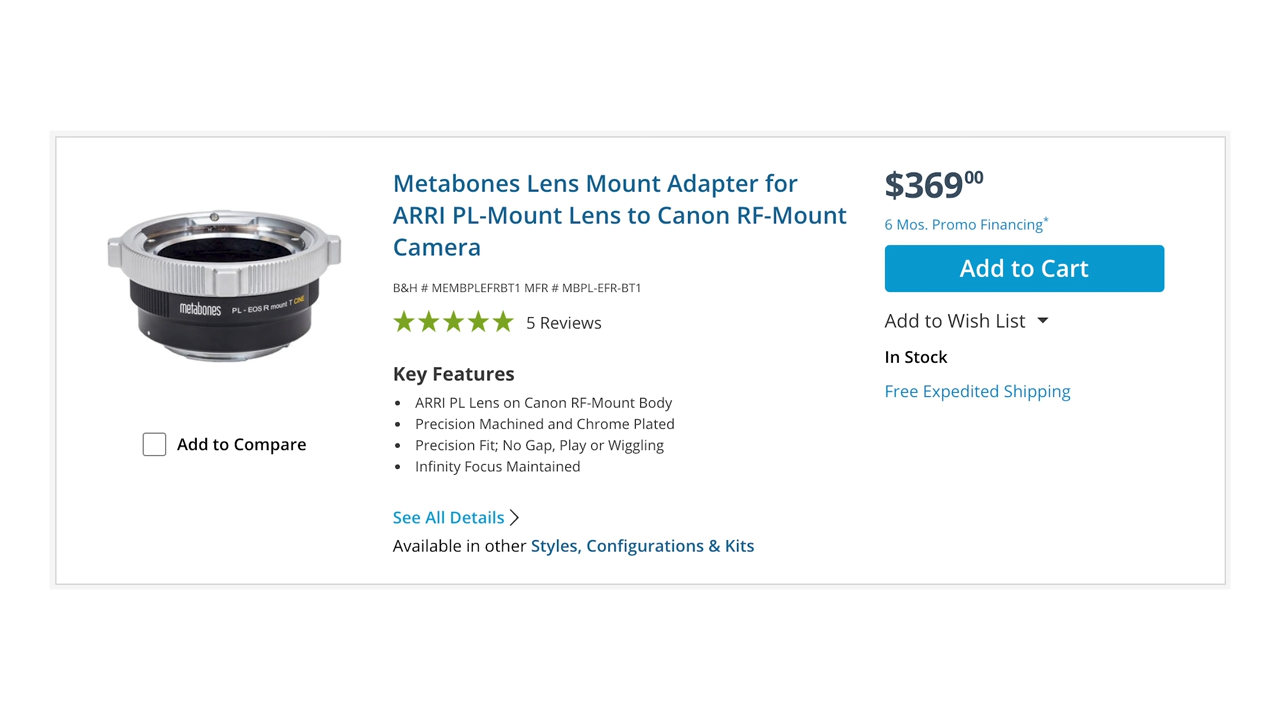 metabones
PL - EOS R mount T CINE
Add to Compare
Metabones Lens Mount Adapter for
ARRI PL-Mount Lens to Canon RF-Mount
Camera
B&H # MEMBPLEFRBT1 MFR # MBPL-EFR-BT1
5 Reviews
Key Features
• ARRI PL Lens on Canon RF-Mount Body
• Precision Machined and Chrome Plated
• Precision Fit; No Gap, Play or Wiggling
• Infinity Focus Maintained
See All Details
Available in other Styles, Configurations & Kits
$369 00
6 Mos. Promo Financing*
Add to Cart
Add to Wish List
In Stock
Free Expedited Shipping